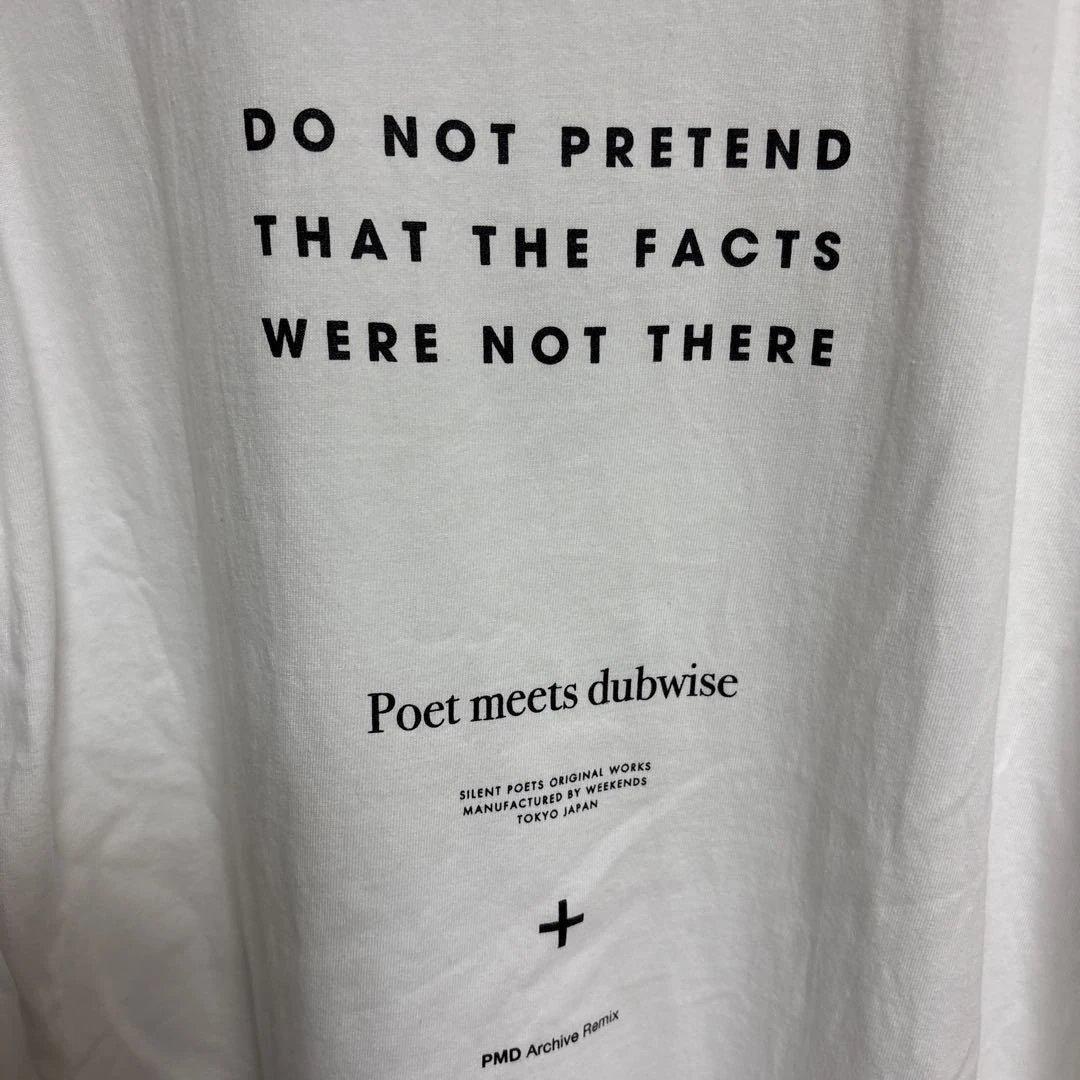 DO NOT PRETEND
THAT THE FACTS
WERE NOT THERE
Poet meets dubwise
SILENT POETS ORIGINAL WORKS
MANUFACTURED BY WEEKENDS
TOKYO JAPAN
+
PMD Archive Remix